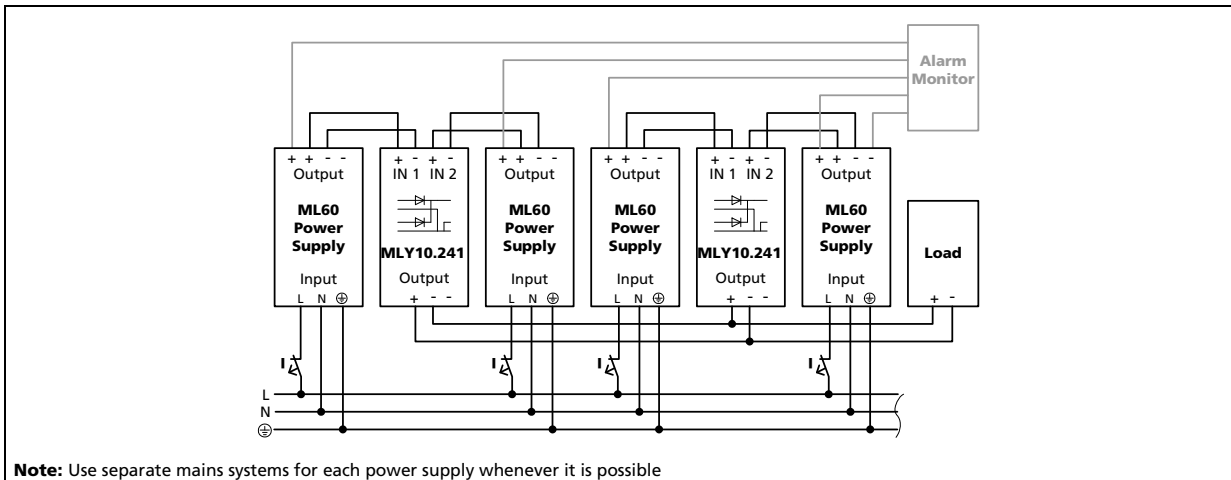 Alarm
Monitor
+ + - -
Output
ML60
Power
Supply
Input
L N ⏚
+ - + -
IN 1 IN 2
MLY10.241
Output
+ - -
+ + - -
Output
ML60
Power
Supply
Input
L N ⏚
+ + - -
Output
ML60
Power
Supply
Input
L N ⏚
+ - + -
IN 1 IN 2
MLY10.241
Output
+ - -
+ + - -
Output
ML60
Power
Supply
Input
L N ⏚
Load
+ -
I
I
I
I
L
N
⏚
Note: Use separate mains systems for each power supply whenever it is possible